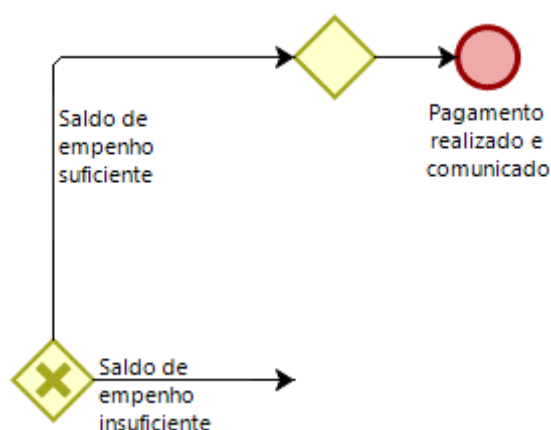 Saldo de
empenho
suficiente
Pagamento
realizado e
comunicado
Saldo de
empenho
insuficiente